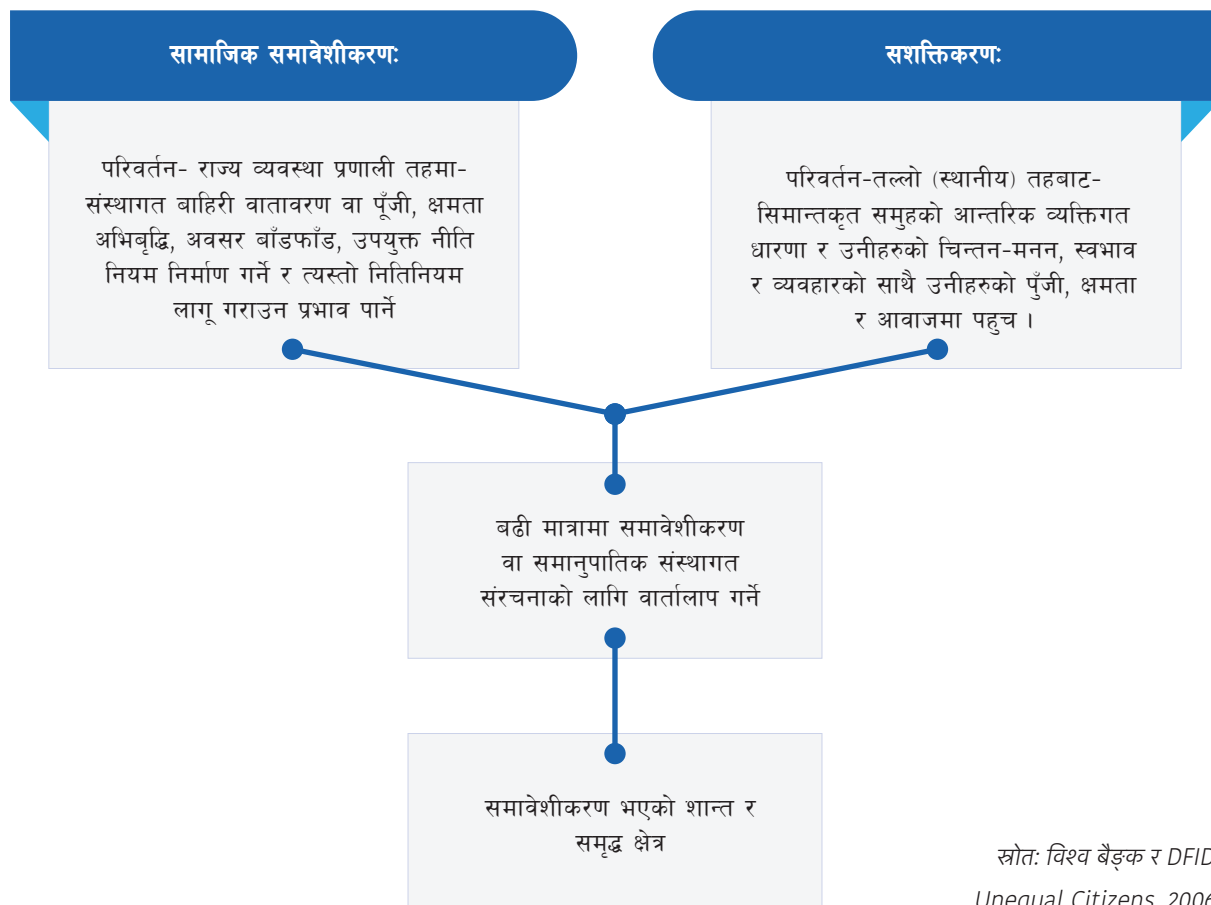 सामाजिक समावेशीकरणः
परिवर्तन- राज्य व्यवस्था प्रणाली तहमा-
संस्थागत बाहिरी वातावरण वा पूँजी, क्षमता
अभिबृद्धि, अवसर बाँडफाँड, उपयुक्त नीति
नियम निर्माण गर्ने र त्यस्तो नितिनियम
लागू गराउन प्रभाव पार्ने
सशक्तिकरणः
परिवर्तन-तल्लो (स्थानीय) तहबाट-
सिमान्तकृत समुहको आन्तरिक व्यक्तिगत
धारणा र उनीहरुको चिन्तन-मनन, स्वभाव
र व्यवहारको साथै उनीहरुको पुँजी, क्षमता
र आवाजमा पहुच ।
बढी मात्रामा समावेशीकरण
वा समानुपातिक संस्थागत
संरचनाको लागि वार्तालाप गर्ने
समावेशीकरण भएको शान्त र
समृद्ध क्षेत्र
स्रोत: विश्व बैङ्क र DFID
Unequal Citizens, 2006